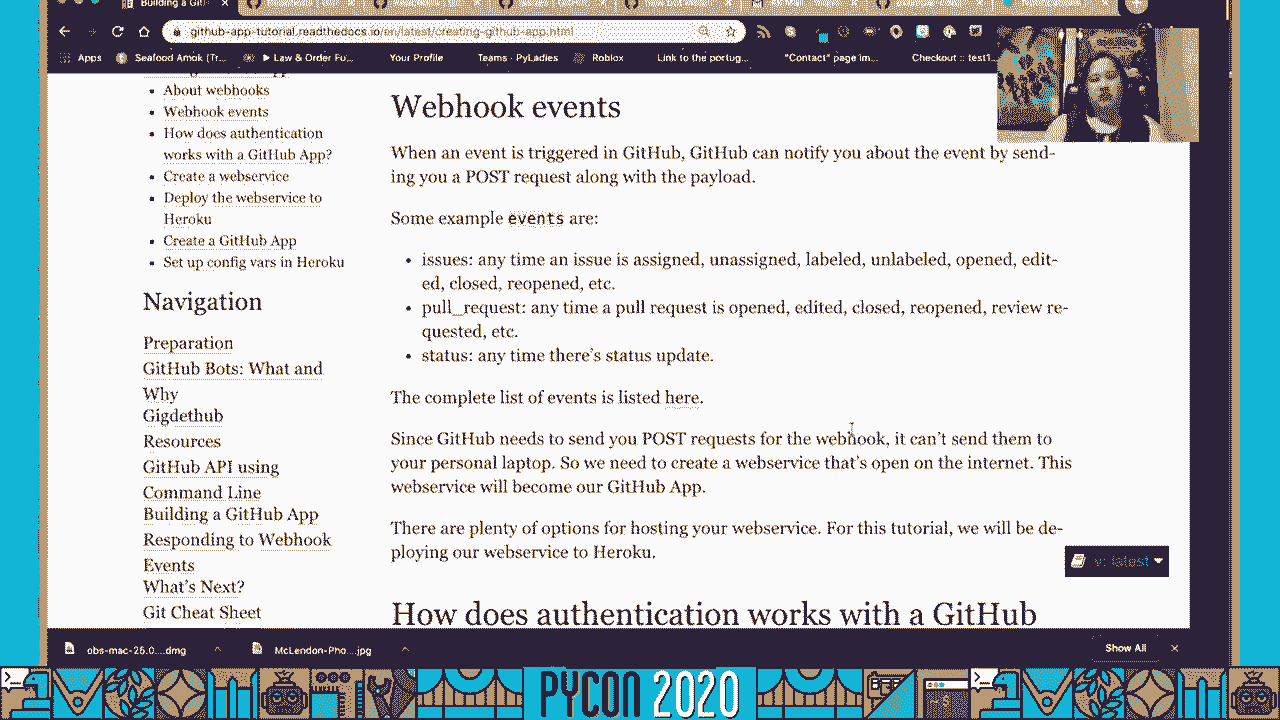 Building a Git
github-app-tutorial.readthedocs.io/en/latest/creating-github-app.html
Apps
Seafood Amok (Tr...
Law & Order Fo...
Your Profile
Teams · PyLadies
Roblox
Link to the portug...
"Contact" page im...
Checkout :: test1...
About webhooks
Webhook events
How does authentication
works with a GitHub App?
Create a webservice
Deploy the webservice to
Heroku
Create a GitHub App
Set up config vars in Heroku
Navigation
Preparation
GitHub Bots: What and
Why
Gigdethub
Resources
GitHub API using
Command Line
Building a GitHub App
Responding to Webhook
Events
What's Next?
Git Cheat Sheet
Webhook events
When an event is triggered in GitHub, GitHub can notify you about the event by send-
ing you a POST request along with the payload.
Some example events are:
issues: any time an issue is assigned, unassigned, labeled, unlabeled, opened, edit-
ed, closed, reopened, etc.
pull_request: any time a pull request is opened, edited, closed, reopened, review re-
quested, etc.
status: any time there's status update.
The complete list of events is listed here.
Since GitHub needs to send you POST requests for the webhook, it can't send them to
your personal laptop. So we need to create a webservice that's open on the internet. This
webservice will become our GitHub App.
There are plenty of options for hosting your webservice. For this tutorial, we will be de-
ploying our webservice to Heroku.
How does authentication works with a GitHub
v: latest
obs-mac-25.0....dmg
McLendon-Pho....jpg
Show All
PYCON 2020